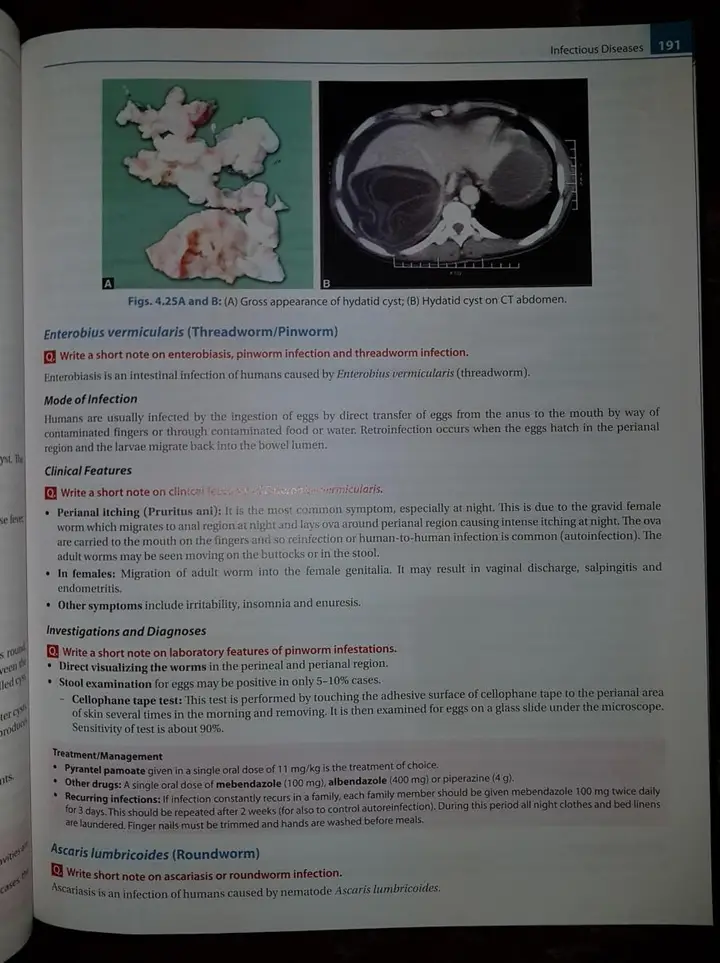 Infectious Diseases 191
A
B
Figs. 4.25A and B: (A) Gross appearance of hydatid cyst; (B) Hydatid cyst on CT abdomen.
Enterobius vermicularis (Threadworm/Pinworm)
Q. Write a short note on enterobiasis, pinworm infection and threadworm infection.
Enterobiasis is an intestinal infection of humans caused by Enterobius vermicularis (threadworm).
Mode of Infection
Humans are usually infected by the ingestion of eggs by direct transfer of eggs from the anus to the mouth by way of
contaminated fingers or through contaminated food or water. Retroinfection occurs when the eggs hatch in the perianal
region and the larvae migrate back into the bowel lumen.
Clinical Features
Q. Write a short note on clinical vermicularis.
• Perianal itching (Pruritus ani): It is the most common symptom, especially at night. This is due to the gravid female
worm which migrates to anal region at night and lays ova around perianal region causing intense itching at night. The ova
are carried to the mouth on the fingers and so reinfection or human-to-human infection is common (autoinfection). The
adult worms may be seen moving on the buttocks or in the stool.
• In females: Migration of adult worm into the female genitalia. It may result in vaginal discharge, salpingitis and
endometritis.
• Other symptoms include irritability, insomnia and enuresis.
Investigations and Diagnoses
Q. Write a short note on laboratory features of pinworm infestations.
• Direct visualizing the worms in the perineal and perianal region.
• Stool examination for eggs may be positive in only 5–10% cases.
– Cellophane tape test: This test is performed by touching the adhesive surface of cellophane tape to the perianal area
of skin several times in the morning and removing. It is then examined for eggs on a glass slide under the microscope.
Sensitivity of test is about 90%.
Treatment/Management
• Pyrantel pamoate given in a single oral dose of 11 mg/kg is the treatment of choice.
• Other drugs: A single oral dose of mebendazole (100 mg), albendazole (400 mg) or piperazine (4 g).
• Recurring infections: If infection constantly recurs in a family, each family member should be given mebendazole 100 mg twice daily
for 3 days. This should be repeated after 2 weeks (for also to control autoreinfection). During this period all night clothes and bed linens
are laundered. Finger nails must be trimmed and hands are washed before meals.
Ascaris lumbricoides (Roundworm)
Q. Write short note on ascariasis or roundworm infection.
Ascariasis is an infection of humans caused by nematode Ascaris lumbricoides.